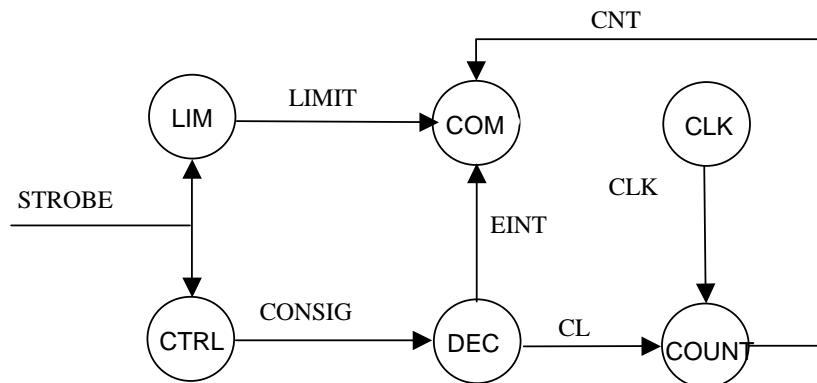 CNT
LIMIT
LIM
COM
CLK
CLK
STROBE
EINT
CONSIG
CL
CTRL
DEC
COUNT